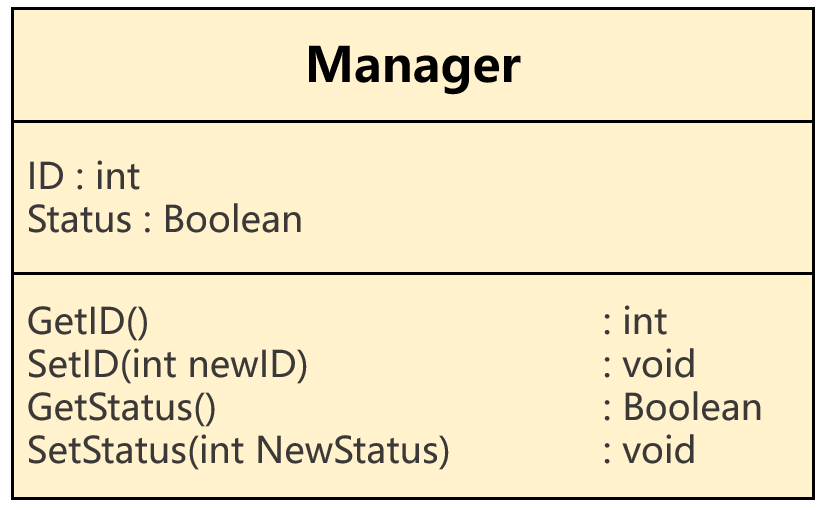 Manager
ID : int
Status : Boolean
GetID() : int
SetID(int newID) : void
GetStatus() : Boolean
SetStatus(int NewStatus) : void